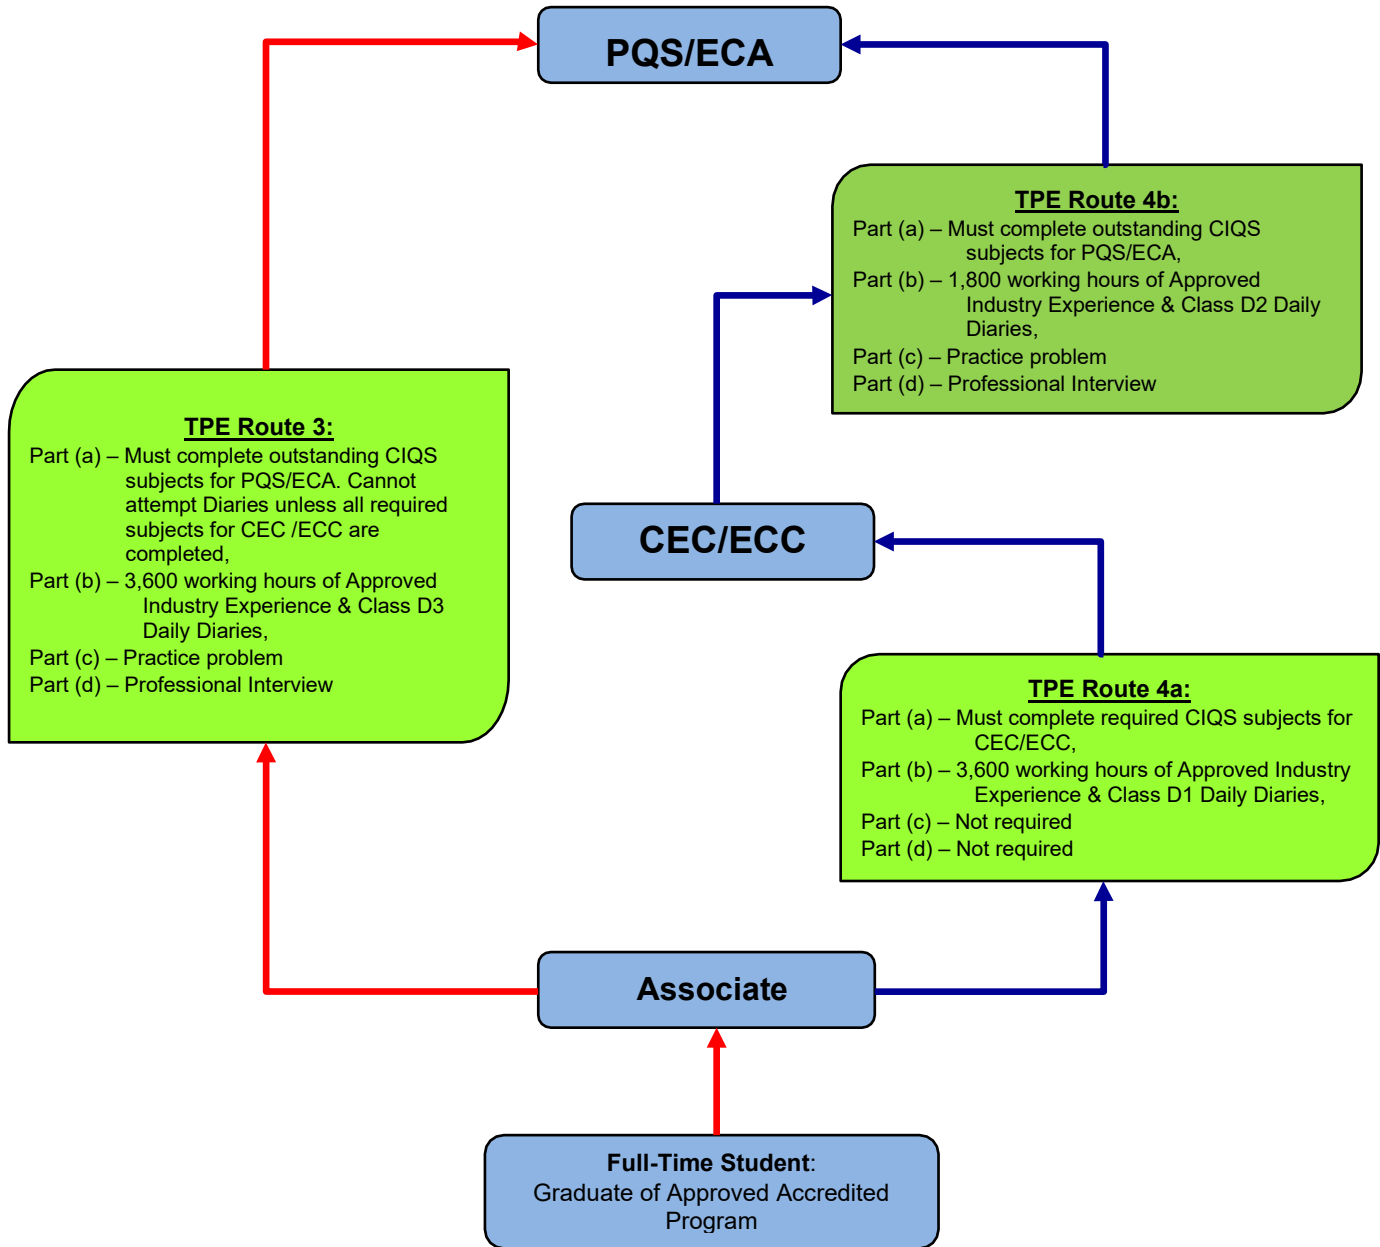 PQS/ECA
TPE Route 4b:
Part (a) – Must complete outstanding CIQS
subjects for PQS/ECA,
Part (b) – 1,800 working hours of Approved
Industry Experience & Class D2 Daily
Diaries,
Part (c) – Practice problem
Part (d) – Professional Interview
TPE Route 3:
Part (a) – Must complete outstanding CIQS
subjects for PQS/ECA. Cannot
attempt Diaries unless all required
subjects for CEC /ECC are
completed,
Part (b) – 3,600 working hours of Approved
Industry Experience & Class D3
Daily Diaries,
Part (c) – Practice problem
Part (d) – Professional Interview
CEC/ECC
TPE Route 4a:
Part (a) – Must complete required CIQS subjects for
CEC/ECC,
Part (b) – 3,600 working hours of Approved Industry
Experience & Class D1 Daily Diaries,
Part (c) – Not required
Part (d) – Not required
Associate
Full-Time Student:
Graduate of Approved Accredited
Program